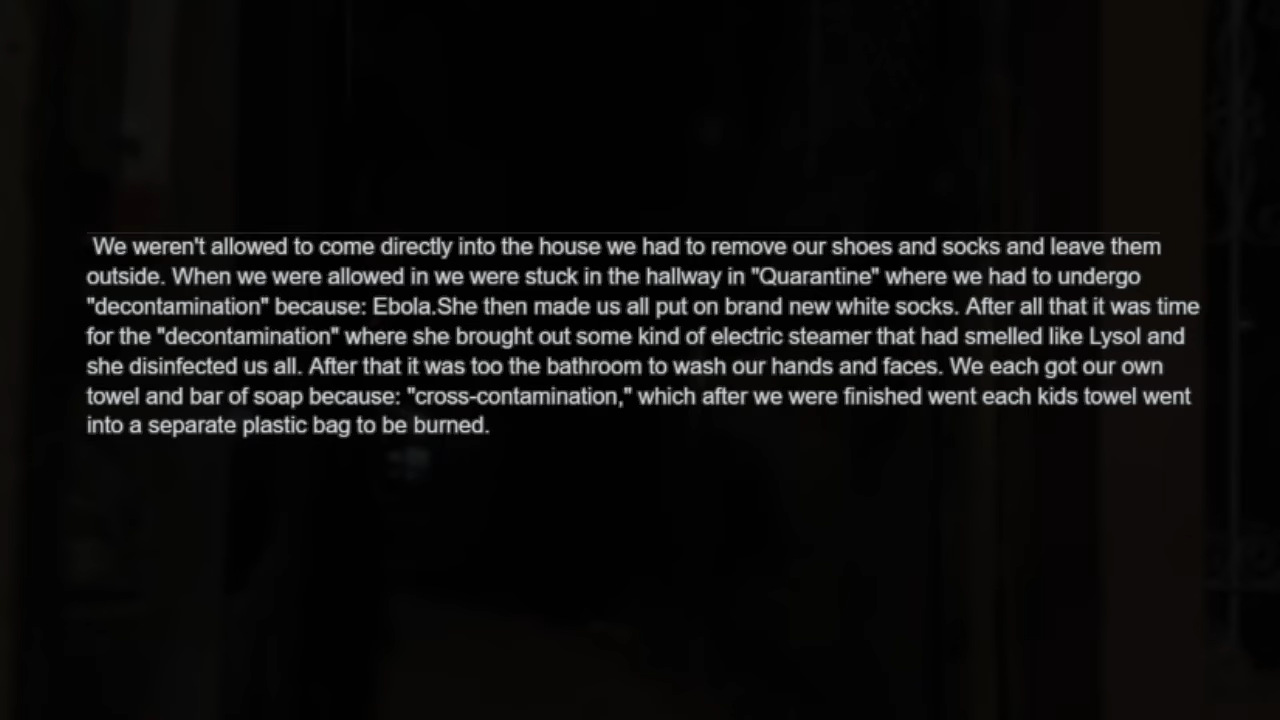 We weren't allowed to come directly into the house we had to remove our shoes and socks and leave them
outside. When we were allowed in we were stuck in the hallway in "Quarantine" where we had to undergo
"decontamination" because: Ebola.She then made us all put on brand new white socks. After all that it was time
for the "decontamination" where she brought out some kind of electric steamer that had smelled like Lysol and
she disinfected us all. After that it was too the bathroom to wash our hands and faces. We each got our own
towel and bar of soap because: "cross-contamination," which after we were finished went each kids towel went
into a separate plastic bag to be burned.